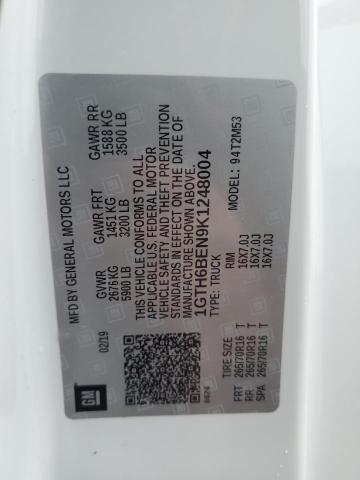 MFD BY GENERAL MOTORS LLC
02/19
GVWR
2676 KG
5900 LB
GAWR FRT
1451 KG
3200 LB
GAWR RR
1588 KG
3500 LB
THIS VEHICLE CONFORMS TO ALL
APPLICABLE U.S. FEDERAL MOTOR
VEHICLE SAFETY AND THEFT PREVENTION
STANDARDS IN EFFECT ON THE DATE OF
MANUFACTURE SHOWN ABOVE.
1GTH6BEN9K1248004
TYPE: TRUCK
MODEL: 94T2M53
GM
0624
TIRE SIZE RIM
FRT 265/70R16 T 16X7.0J
RR 265/70R16 T 16X7.0J
SPA 265/70R16 T 16X7.0J